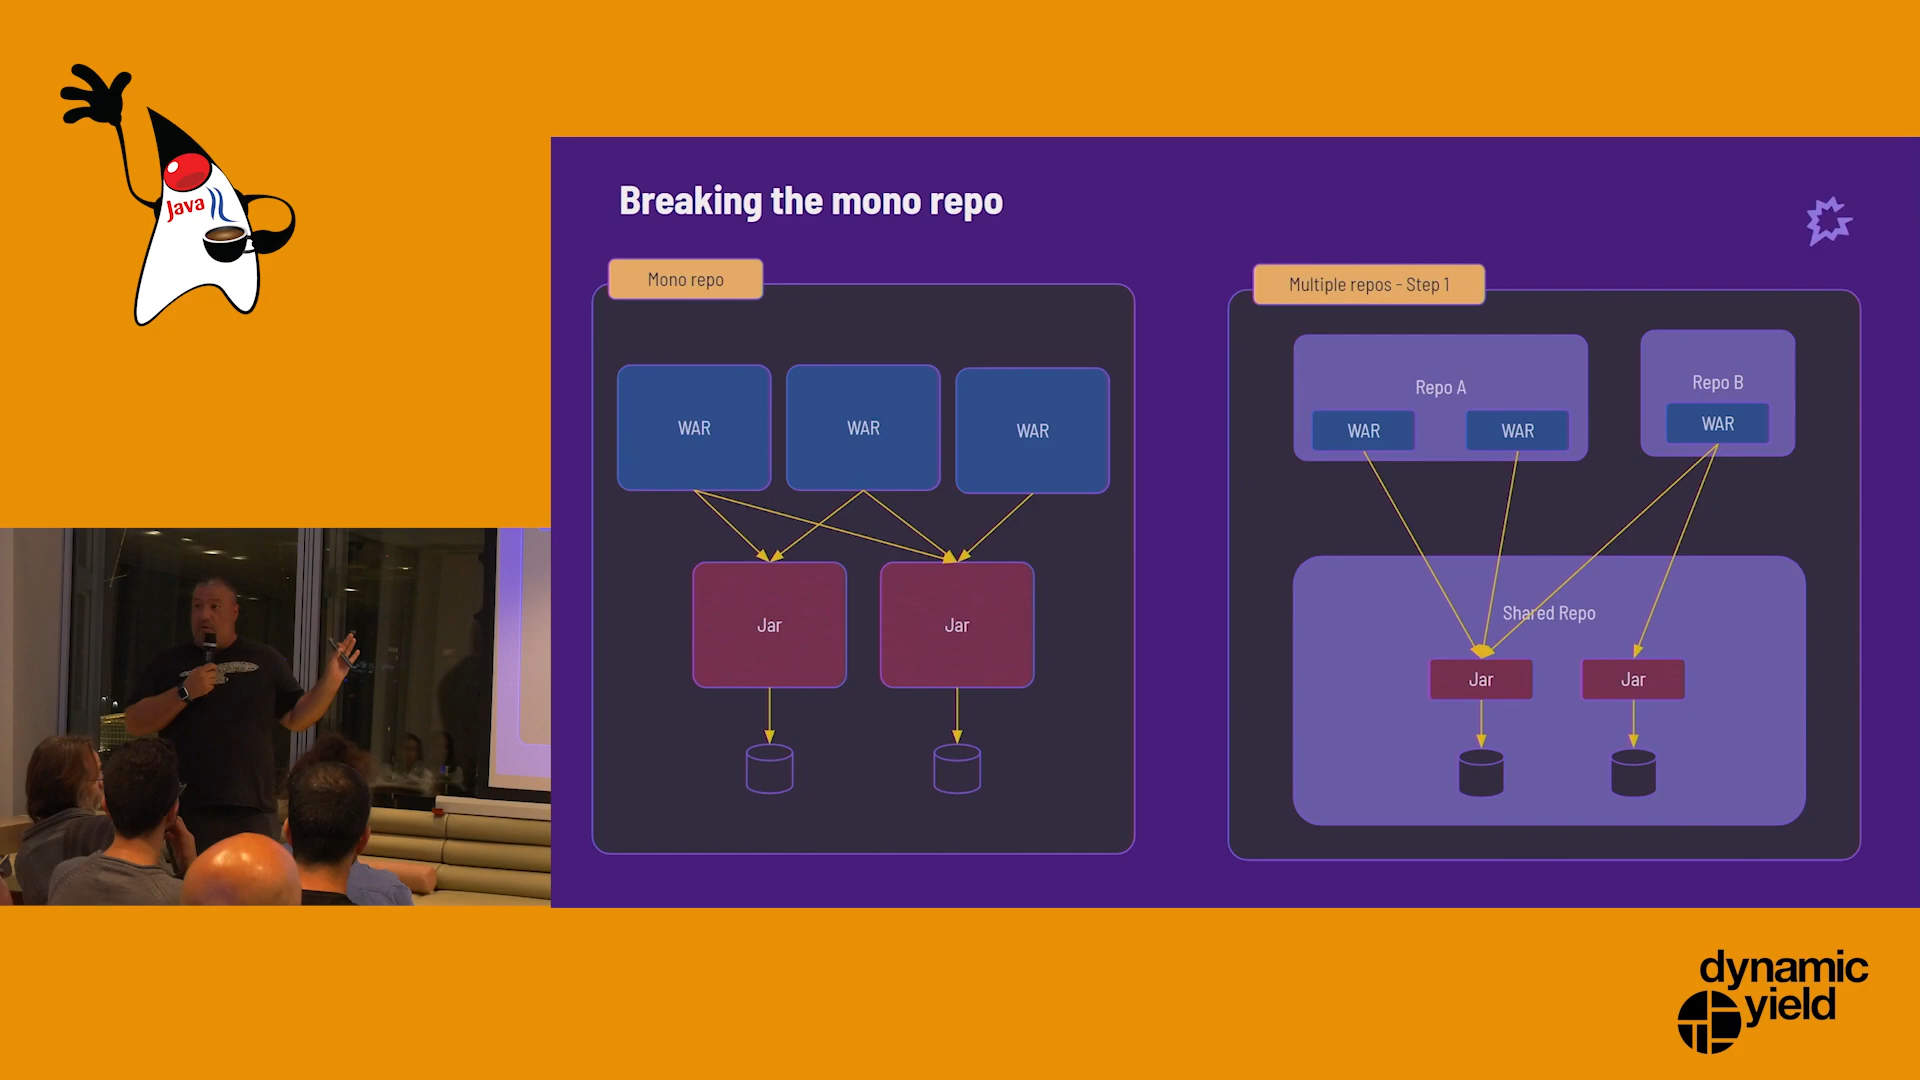 Java
Breaking the mono repo
Mono repo
WAR
WAR
WAR
Jar
Jar
Multiple repos - Step 1
Repo A
WAR
WAR
Repo B
WAR
Shared Repo
Jar
Jar
dynamic
yield